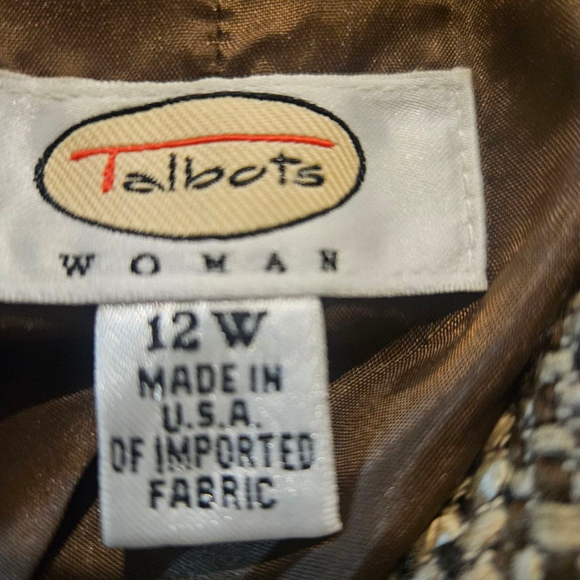 Talbots
WOMAN
12 W
MADE IN
U.S.A.
OF IMPORTED
FABRIC